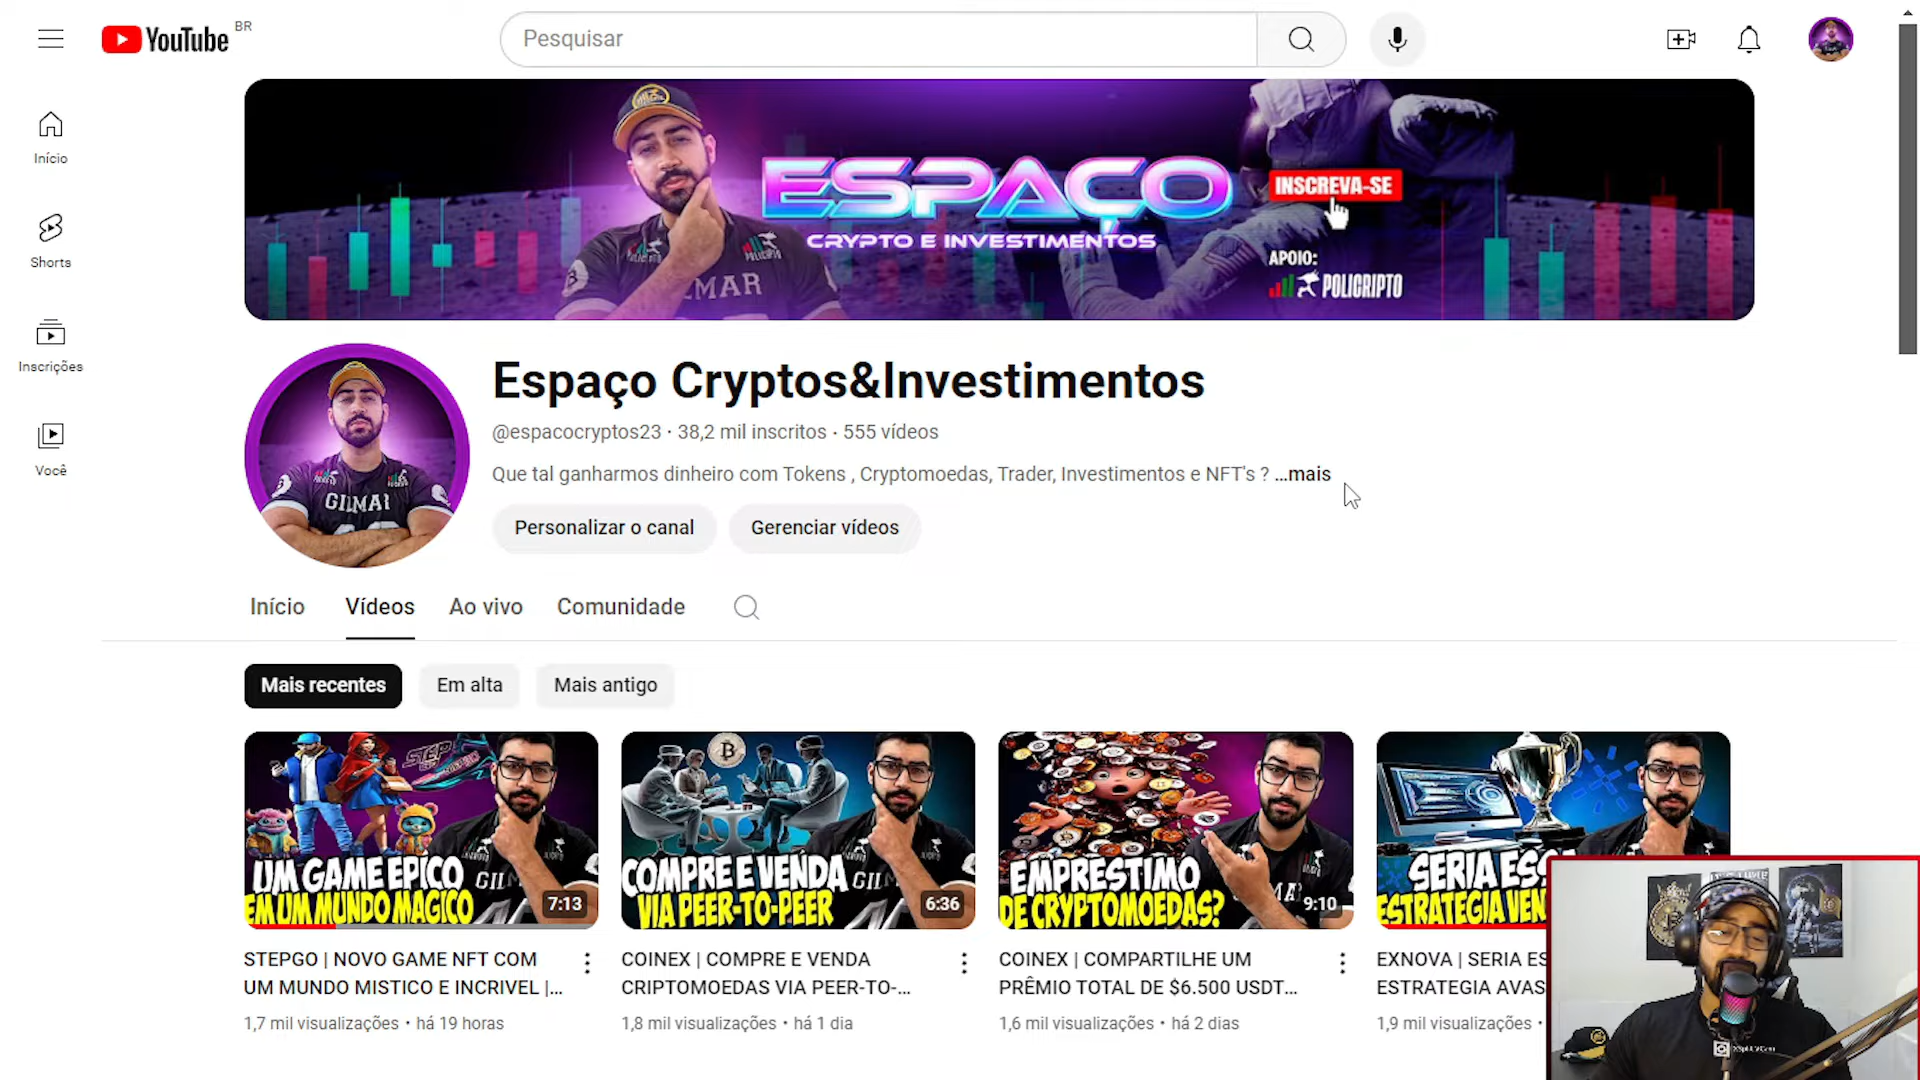 YouTube BR
Pesquisar
Início
Shorts
Inscrições
Você
ESPAÇO
CRYPTO E INVESTIMENTOS
INSCREVA-SE
APOIO:
POLICRIPTO
Espaço Cryptos&Investimentos
@espacocryptos23 · 38,2 mil inscritos · 555 vídeos
Que tal ganharmos dinheiro com Tokens , Cryptomoedas, Trader, Investimentos e NFT's ? ...mais
GILMAR
Personalizar o canal
Gerenciar vídeos
Início
Vídeos
Ao vivo
Comunidade
Mais recentes
Em alta
Mais antigo
UM GAME EPICO
EM UM MUNDO MAGICO
7:13
COMPRE E VENDA
VIA PEER-TO-PEER
6:36
EMPRESTIMO
DE CRYPTOMOEDAS?
9:10
SERIA ES
ESTRATEGIA VEN
STEPGO | NOVO GAME NFT COM
UM MUNDO MISTICO E INCRIVEL |...
1,7 mil visualizações • há 19 horas
COINEX | COMPRE E VENDA
CRIPTOMOEDAS VIA PEER-TO-...
1,8 mil visualizações • há 1 dia
COINEX | COMPARTILHE UM
PRÊMIO TOTAL DE $6.500 USDT...
1,6 mil visualizações • há 2 dias
EXNOVA | SERIA ES
ESTRATEGIA AVAS
1,9 mil visualizações •